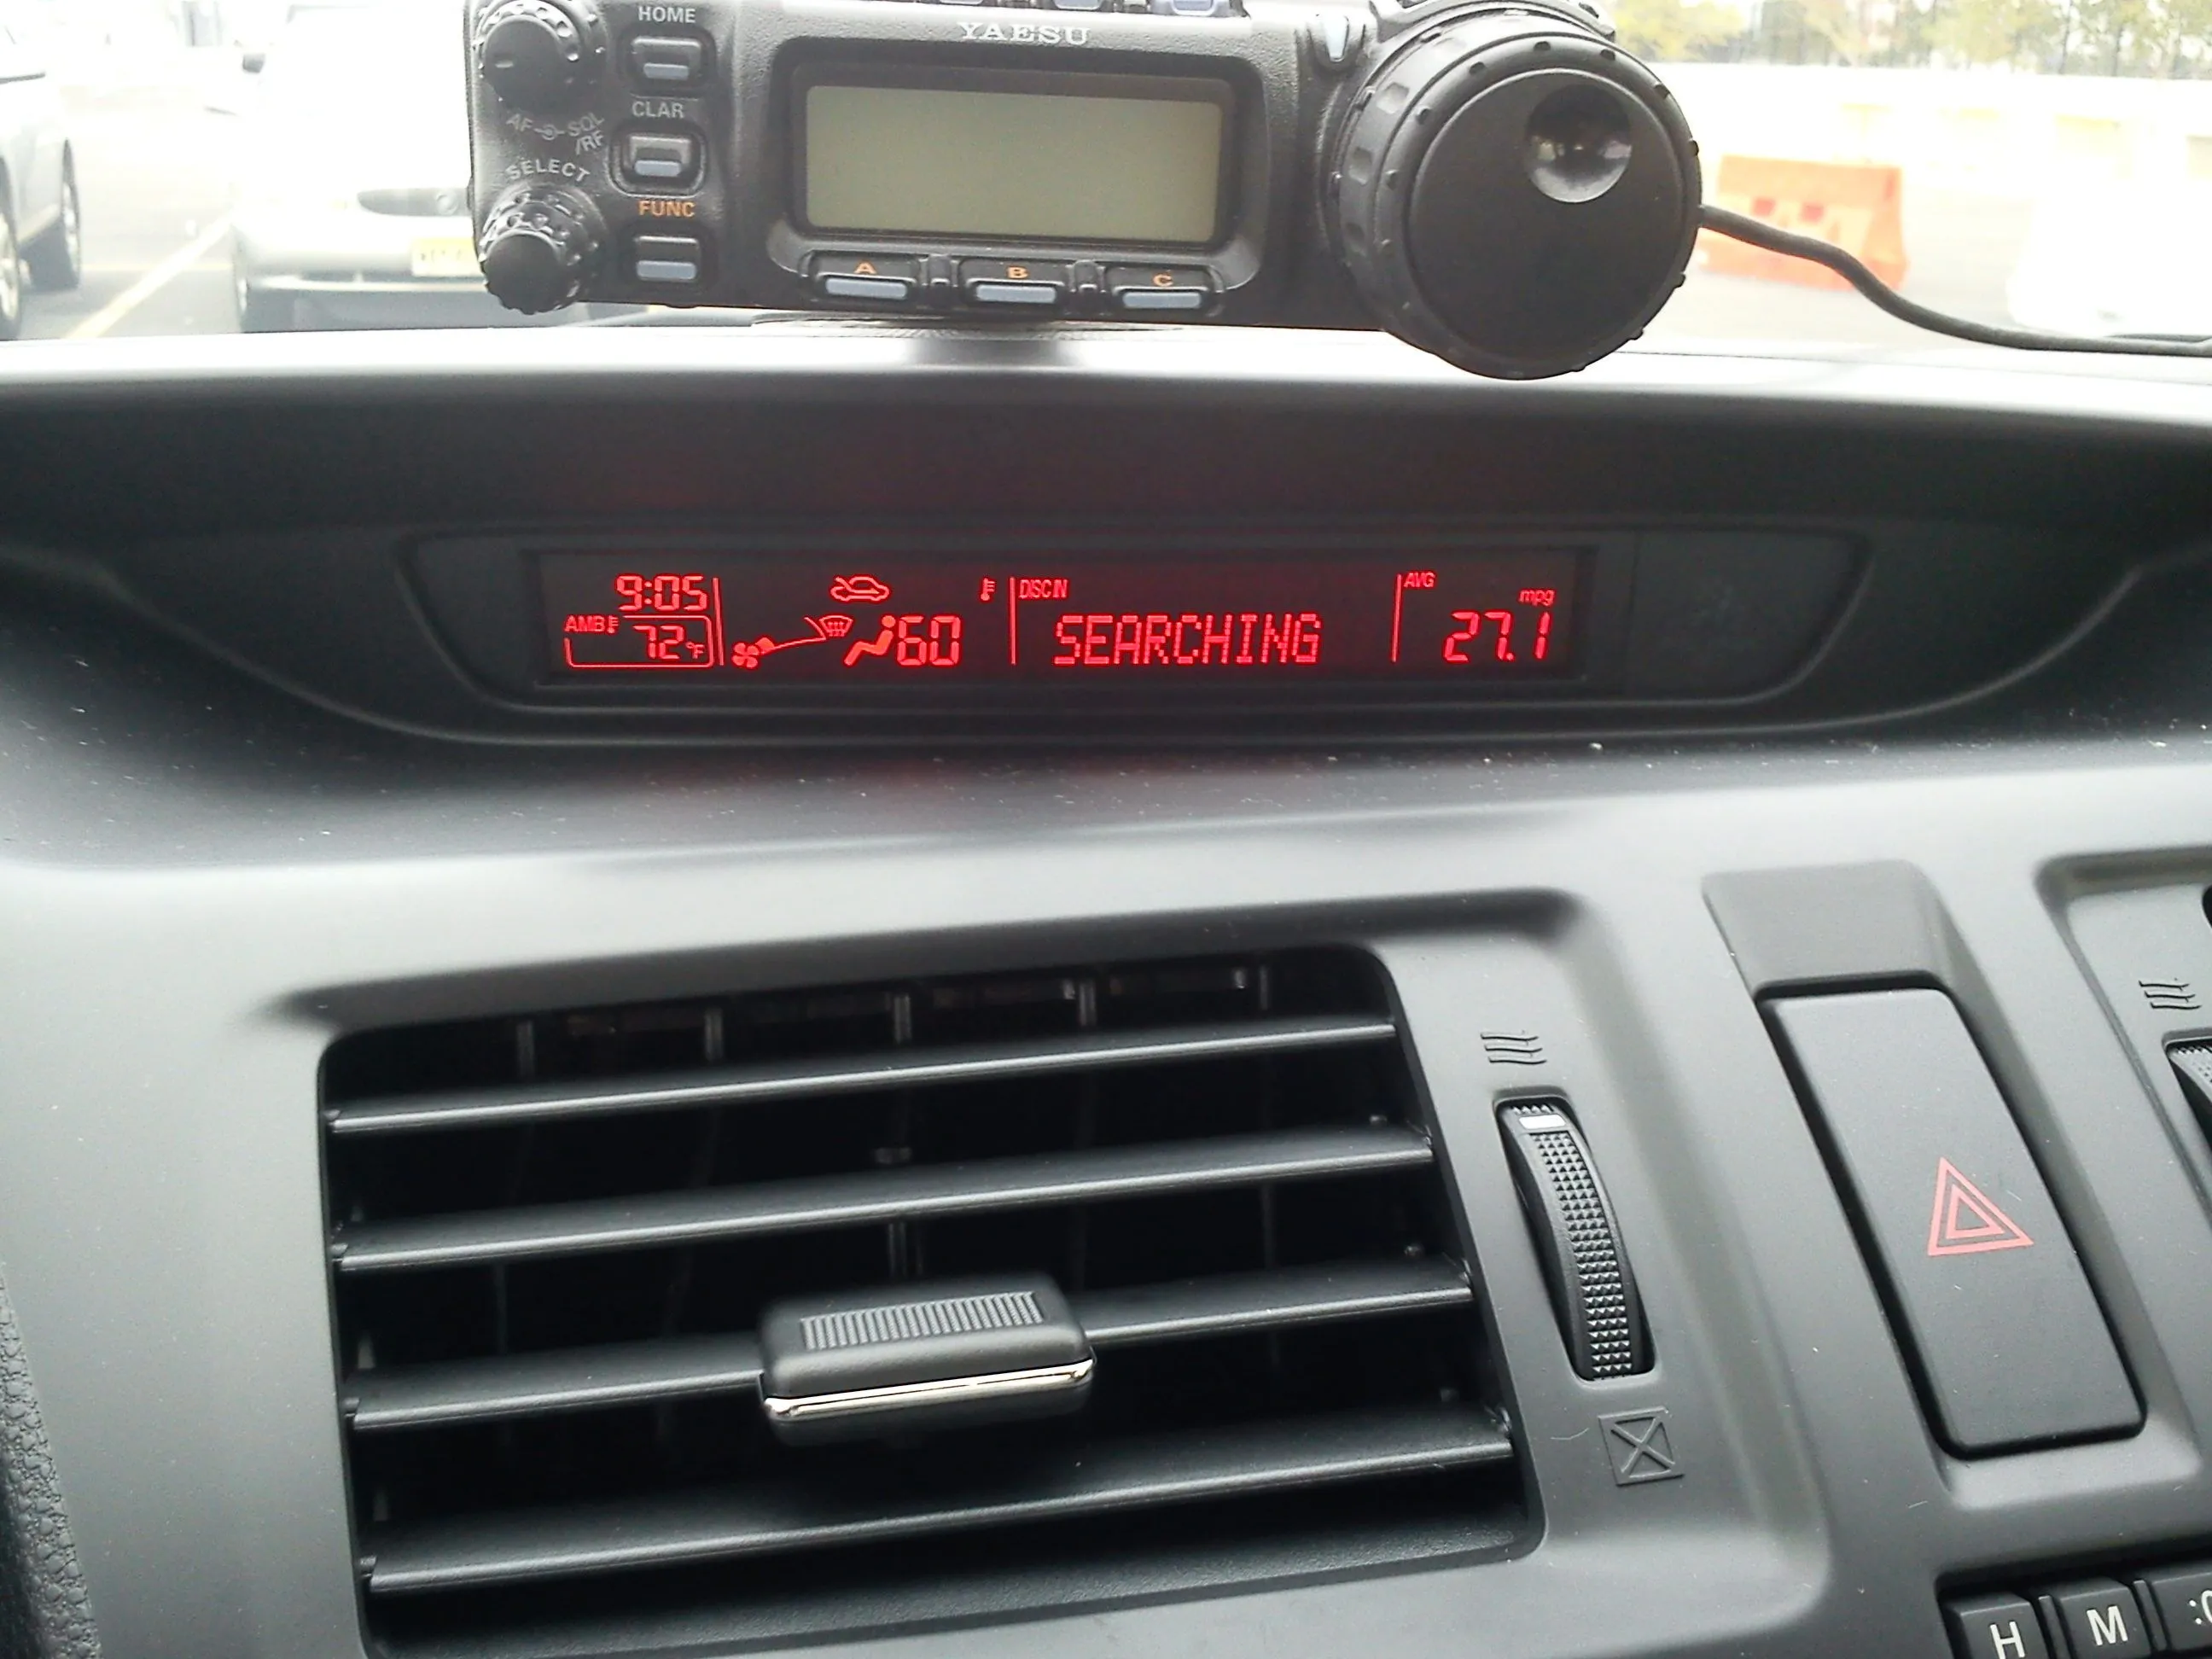 HOME
YAESU
CLAR
AF SQL
/RF
SELECT
FUNC
A B C
9:05
AMB 72°F
60
DISC IN
SEARCHING
AVG
mpg
27.1
H M